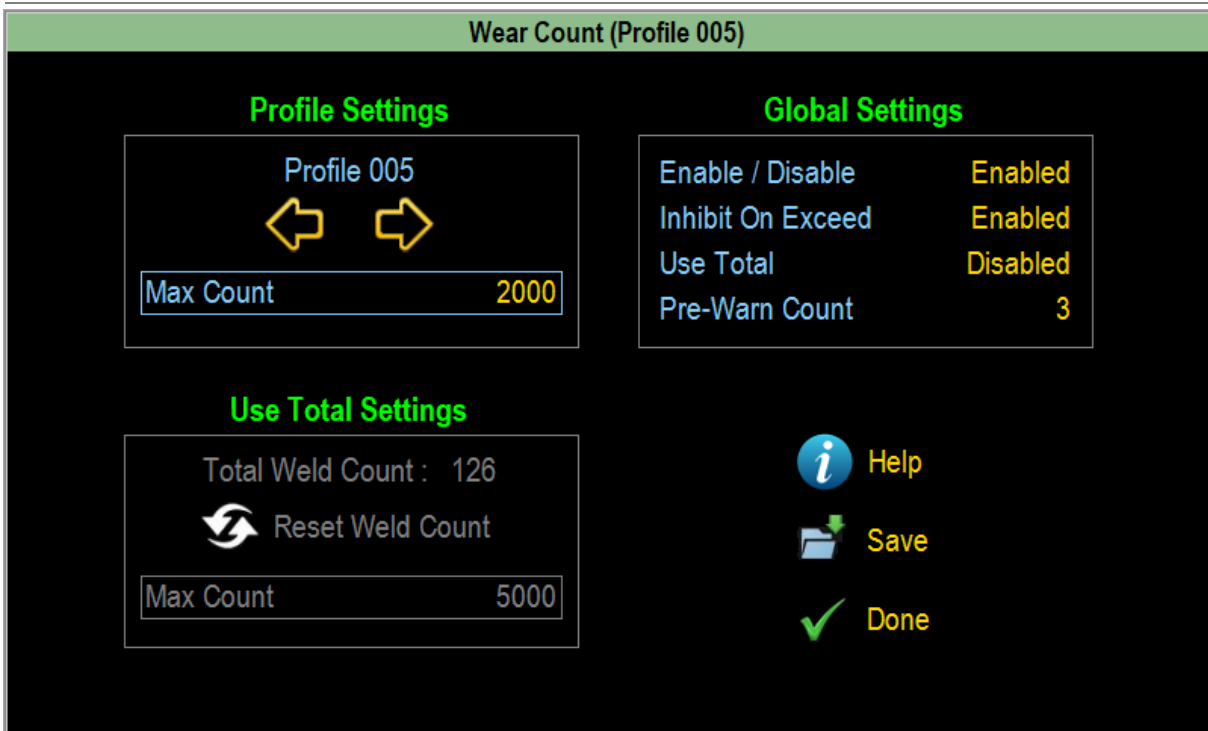 Wear Count (Profile 005)
Profile Settings
Profile 005
Max Count 2000
Global Settings
Enable / Disable Enabled
Inhibit On Exceed Enabled
Use Total Disabled
Pre-Warn Count 3
Use Total Settings
Total Weld Count : 126
Reset Weld Count
Max Count 5000
Help
Save
Done